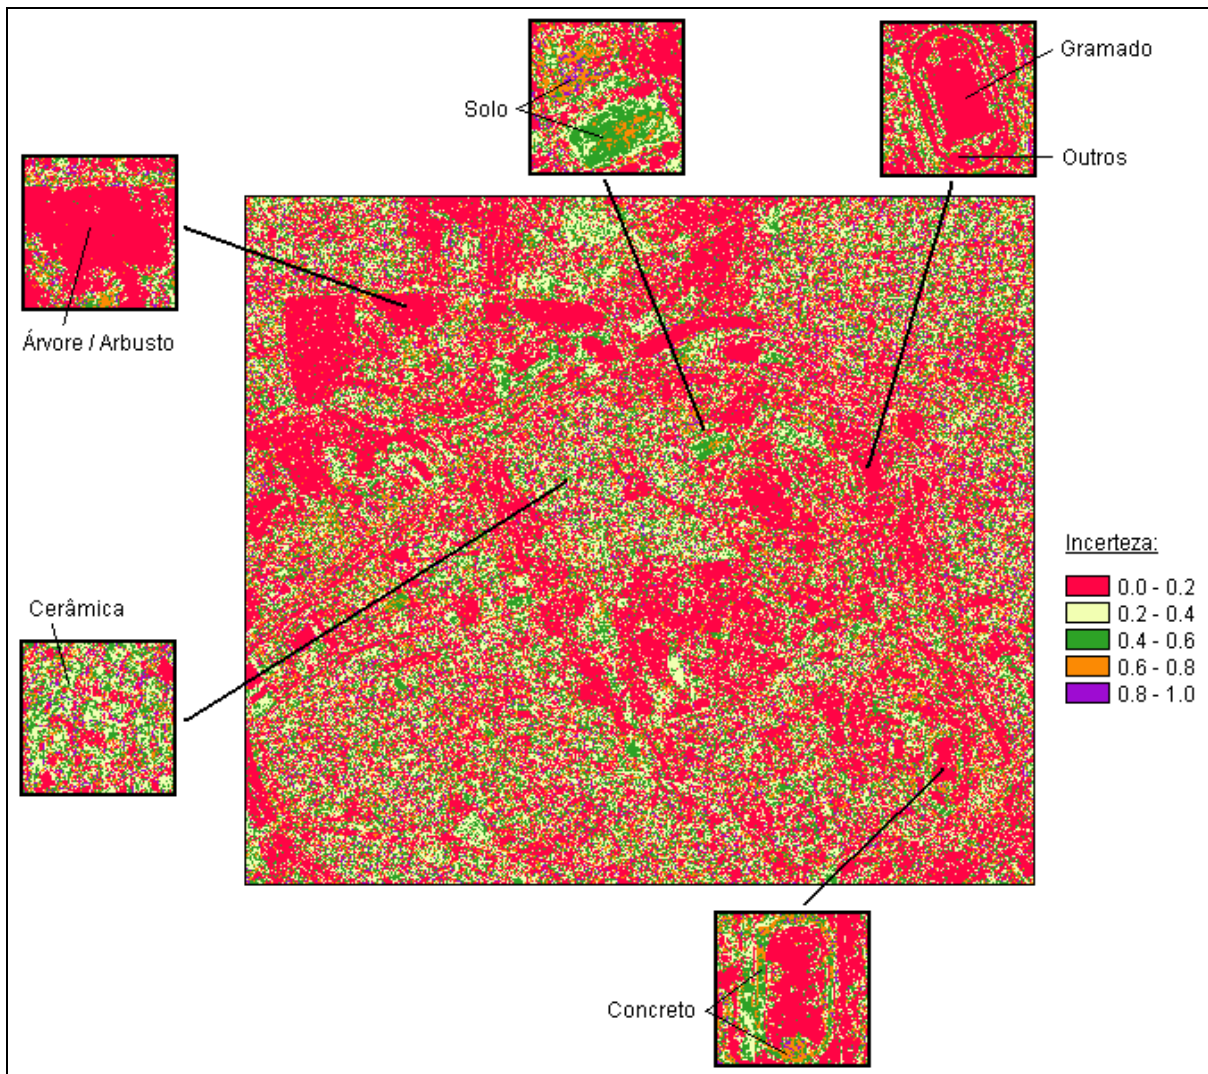 Solo
Gramado
Outros
Árvore / Arbusto
Incerteza:
0.0 - 0.2
0.2 - 0.4
0.4 - 0.6
0.6 - 0.8
0.8 - 1.0
Cerâmica
Concreto